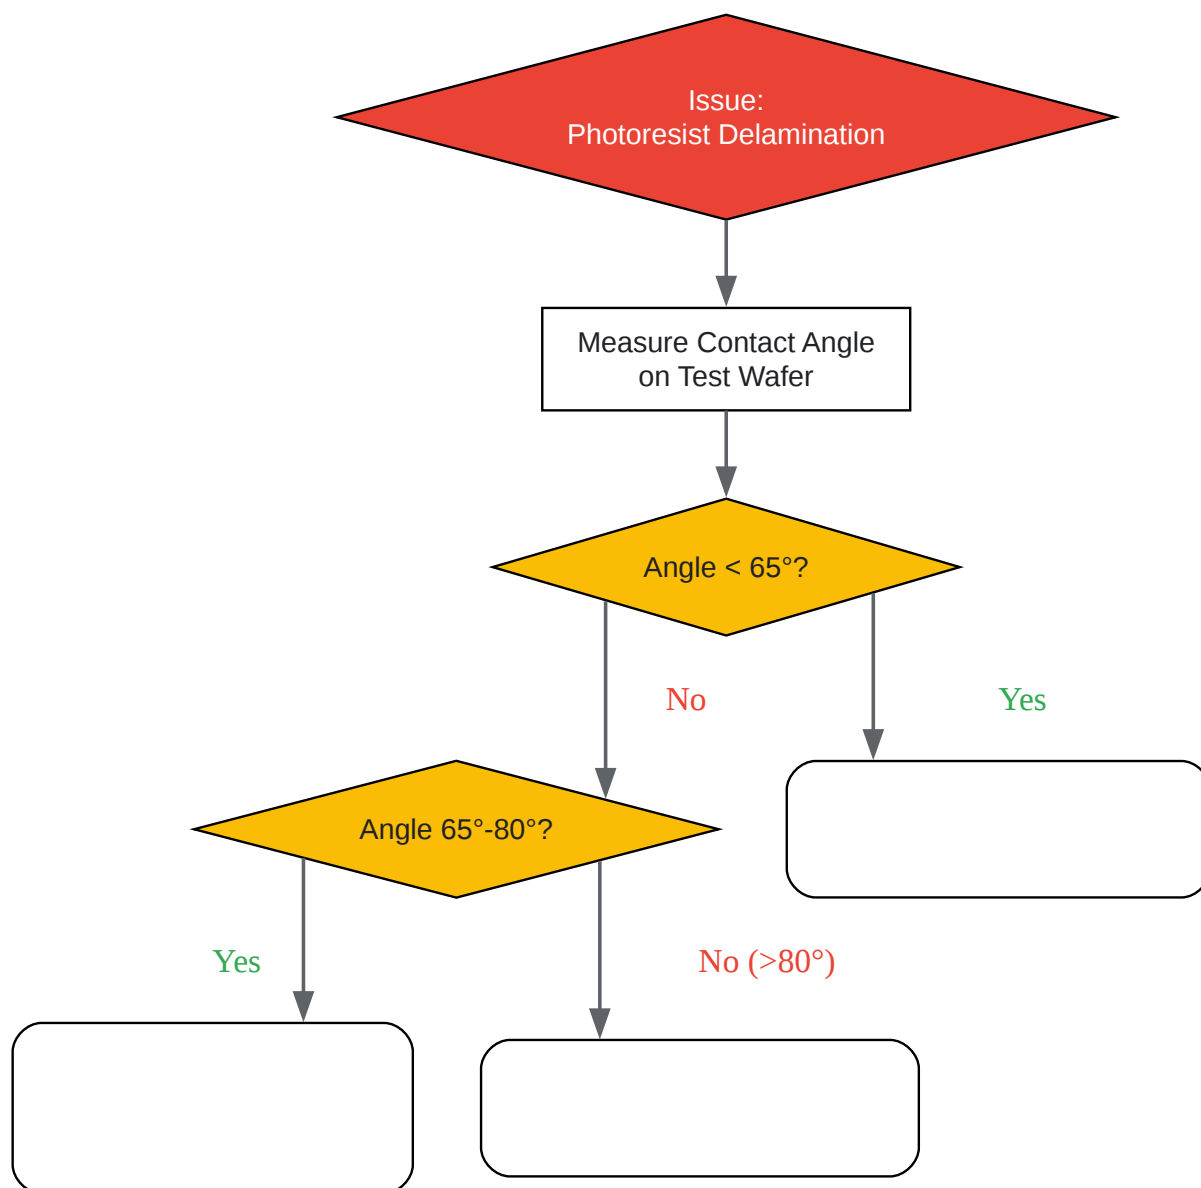 Issue:
Photoresist Delamination
Measure Contact Angle
on Test Wafer
Angle < 65°?
No
Yes
Angle 65°-80°?
Yes
No (>80°)